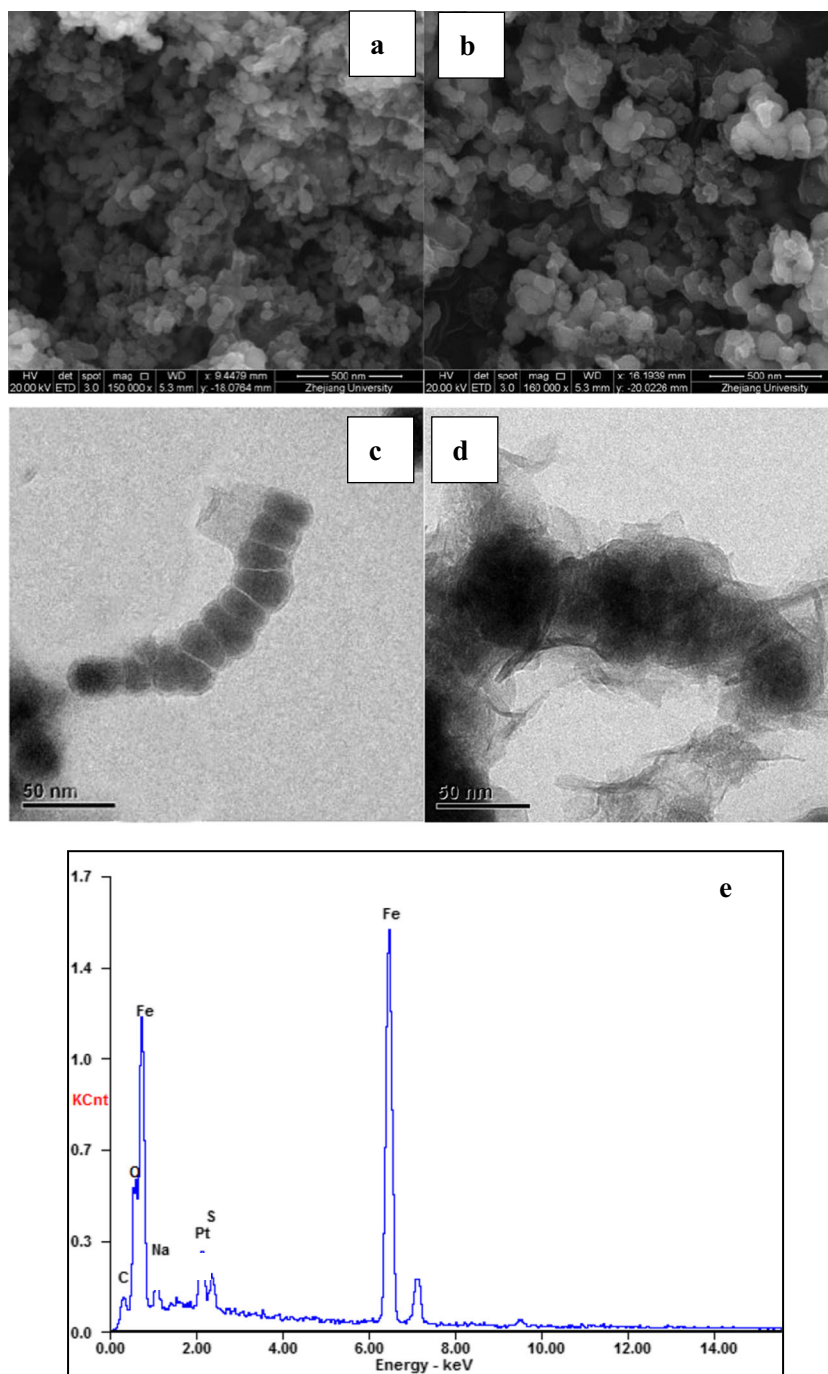 a
b
HV det spot mag □ WD x: 9.4479 mm 500 nm
20.00 kV ETD 3.0 150 000 x 5.3 mm y: -18.0764 mm Zhejiang University
HV det spot mag □ WD x: 16.1939 mm 500 nm
20.00 kV ETD 3.0 160 000 x 5.3 mm y: -20.0226 mm Zhejiang University
c
d
50 nm
50 nm
e
1.7
1.4
1.0
KCnt
0.7
0.3
0.0
Fe
Fe
O
S
Pt
Na
C
0.00 2.00 4.00 6.00 8.00 10.00 12.00 14.00
Energy - keV